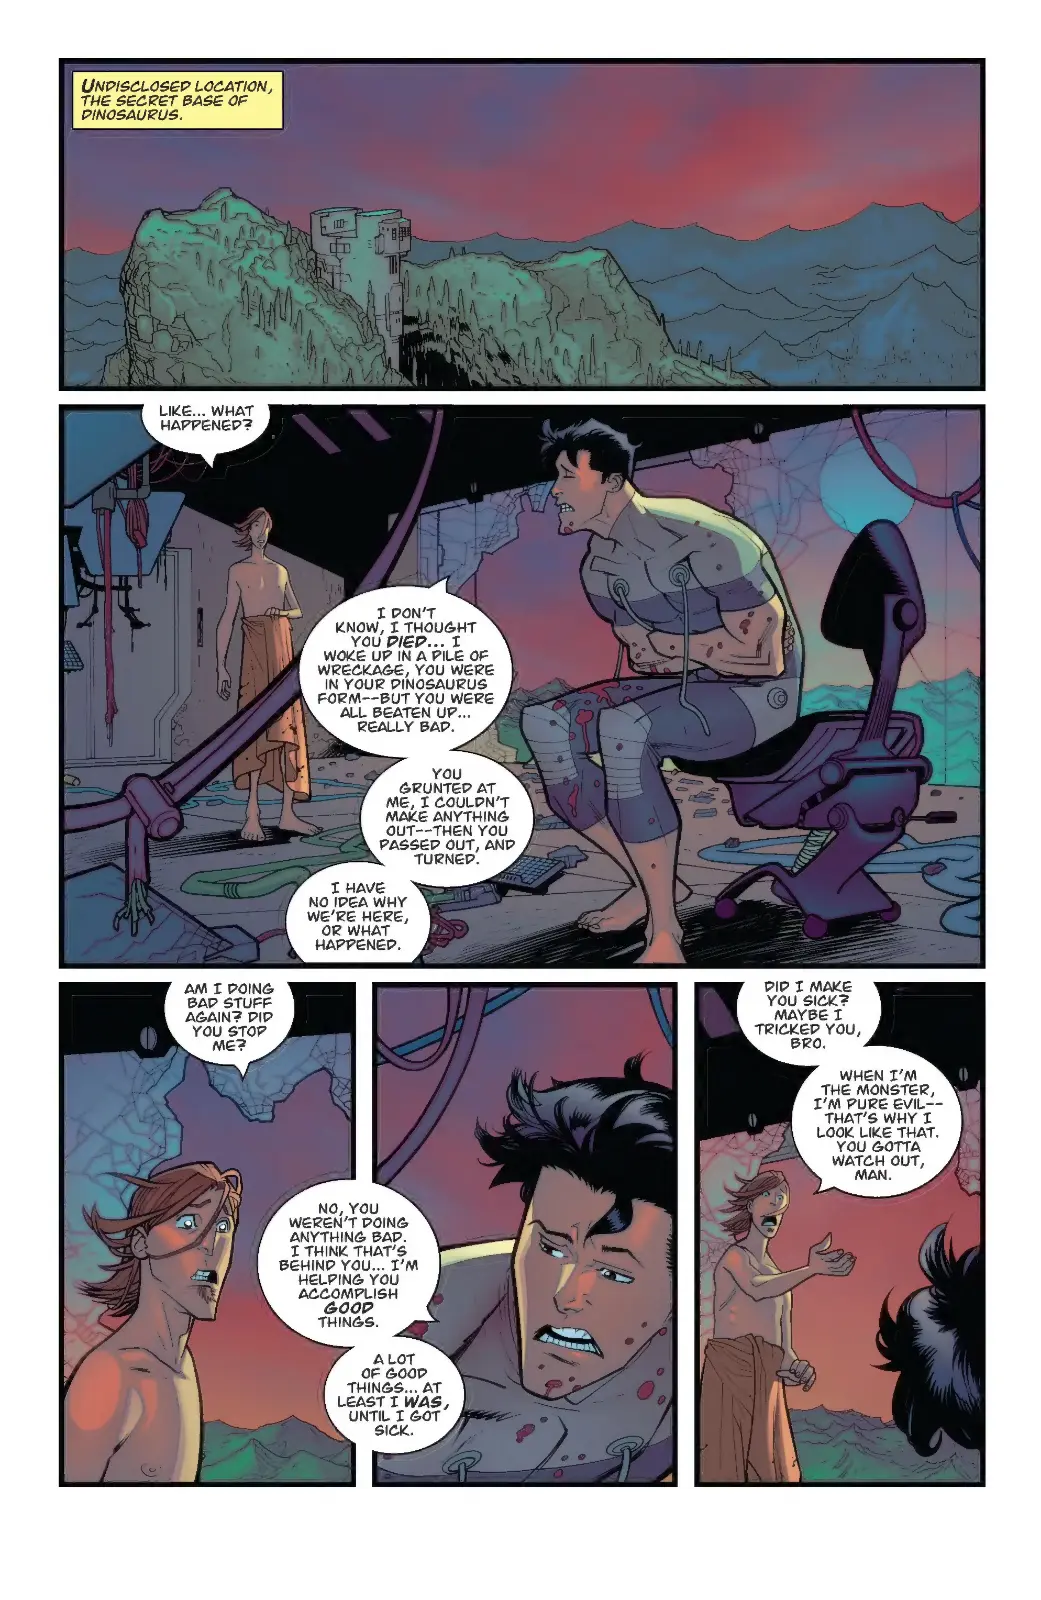 UNDISCLOSED LOCATION,
THE SECRET BASE OF
DINOSAURUS.
LIKE... WHAT
HAPPENED?
I DON'T
KNOW, I THOUGHT
YOU DIED... I
WOKE UP IN A PILE OF
WRECKAGE, YOU WERE
IN YOUR DINOSAURUS
FORM--BUT YOU WERE
ALL BEATEN UP...
REALLY BAD.
YOU
GRUNTED AT
ME, I COULDN'T
MAKE ANYTHING
OUT--THEN YOU
PASSED OUT, AND
TURNED.
I HAVE
NO IDEA WHY
WE'RE HERE,
OR WHAT
HAPPENED.
AM I DOING
BAD STUFF
AGAIN? DID
YOU STOP
ME?
NO, YOU
WEREN'T DOING
ANYTHING BAD.
I THINK THAT'S
BEHIND YOU... I'M
HELPING YOU
ACCOMPLISH
GOOD
THINGS.
A LOT
OF GOOD
THINGS... AT
LEAST I WAS,
UNTIL I GOT
SICK.
DID I MAKE
YOU SICK?
MAYBE I
TRICKED YOU,
BRO.
WHEN I'M
THE MONSTER,
I'M PURE EVIL--
THAT'S WHY I
LOOK LIKE THAT.
YOU GOTTA
WATCH OUT,
MAN.